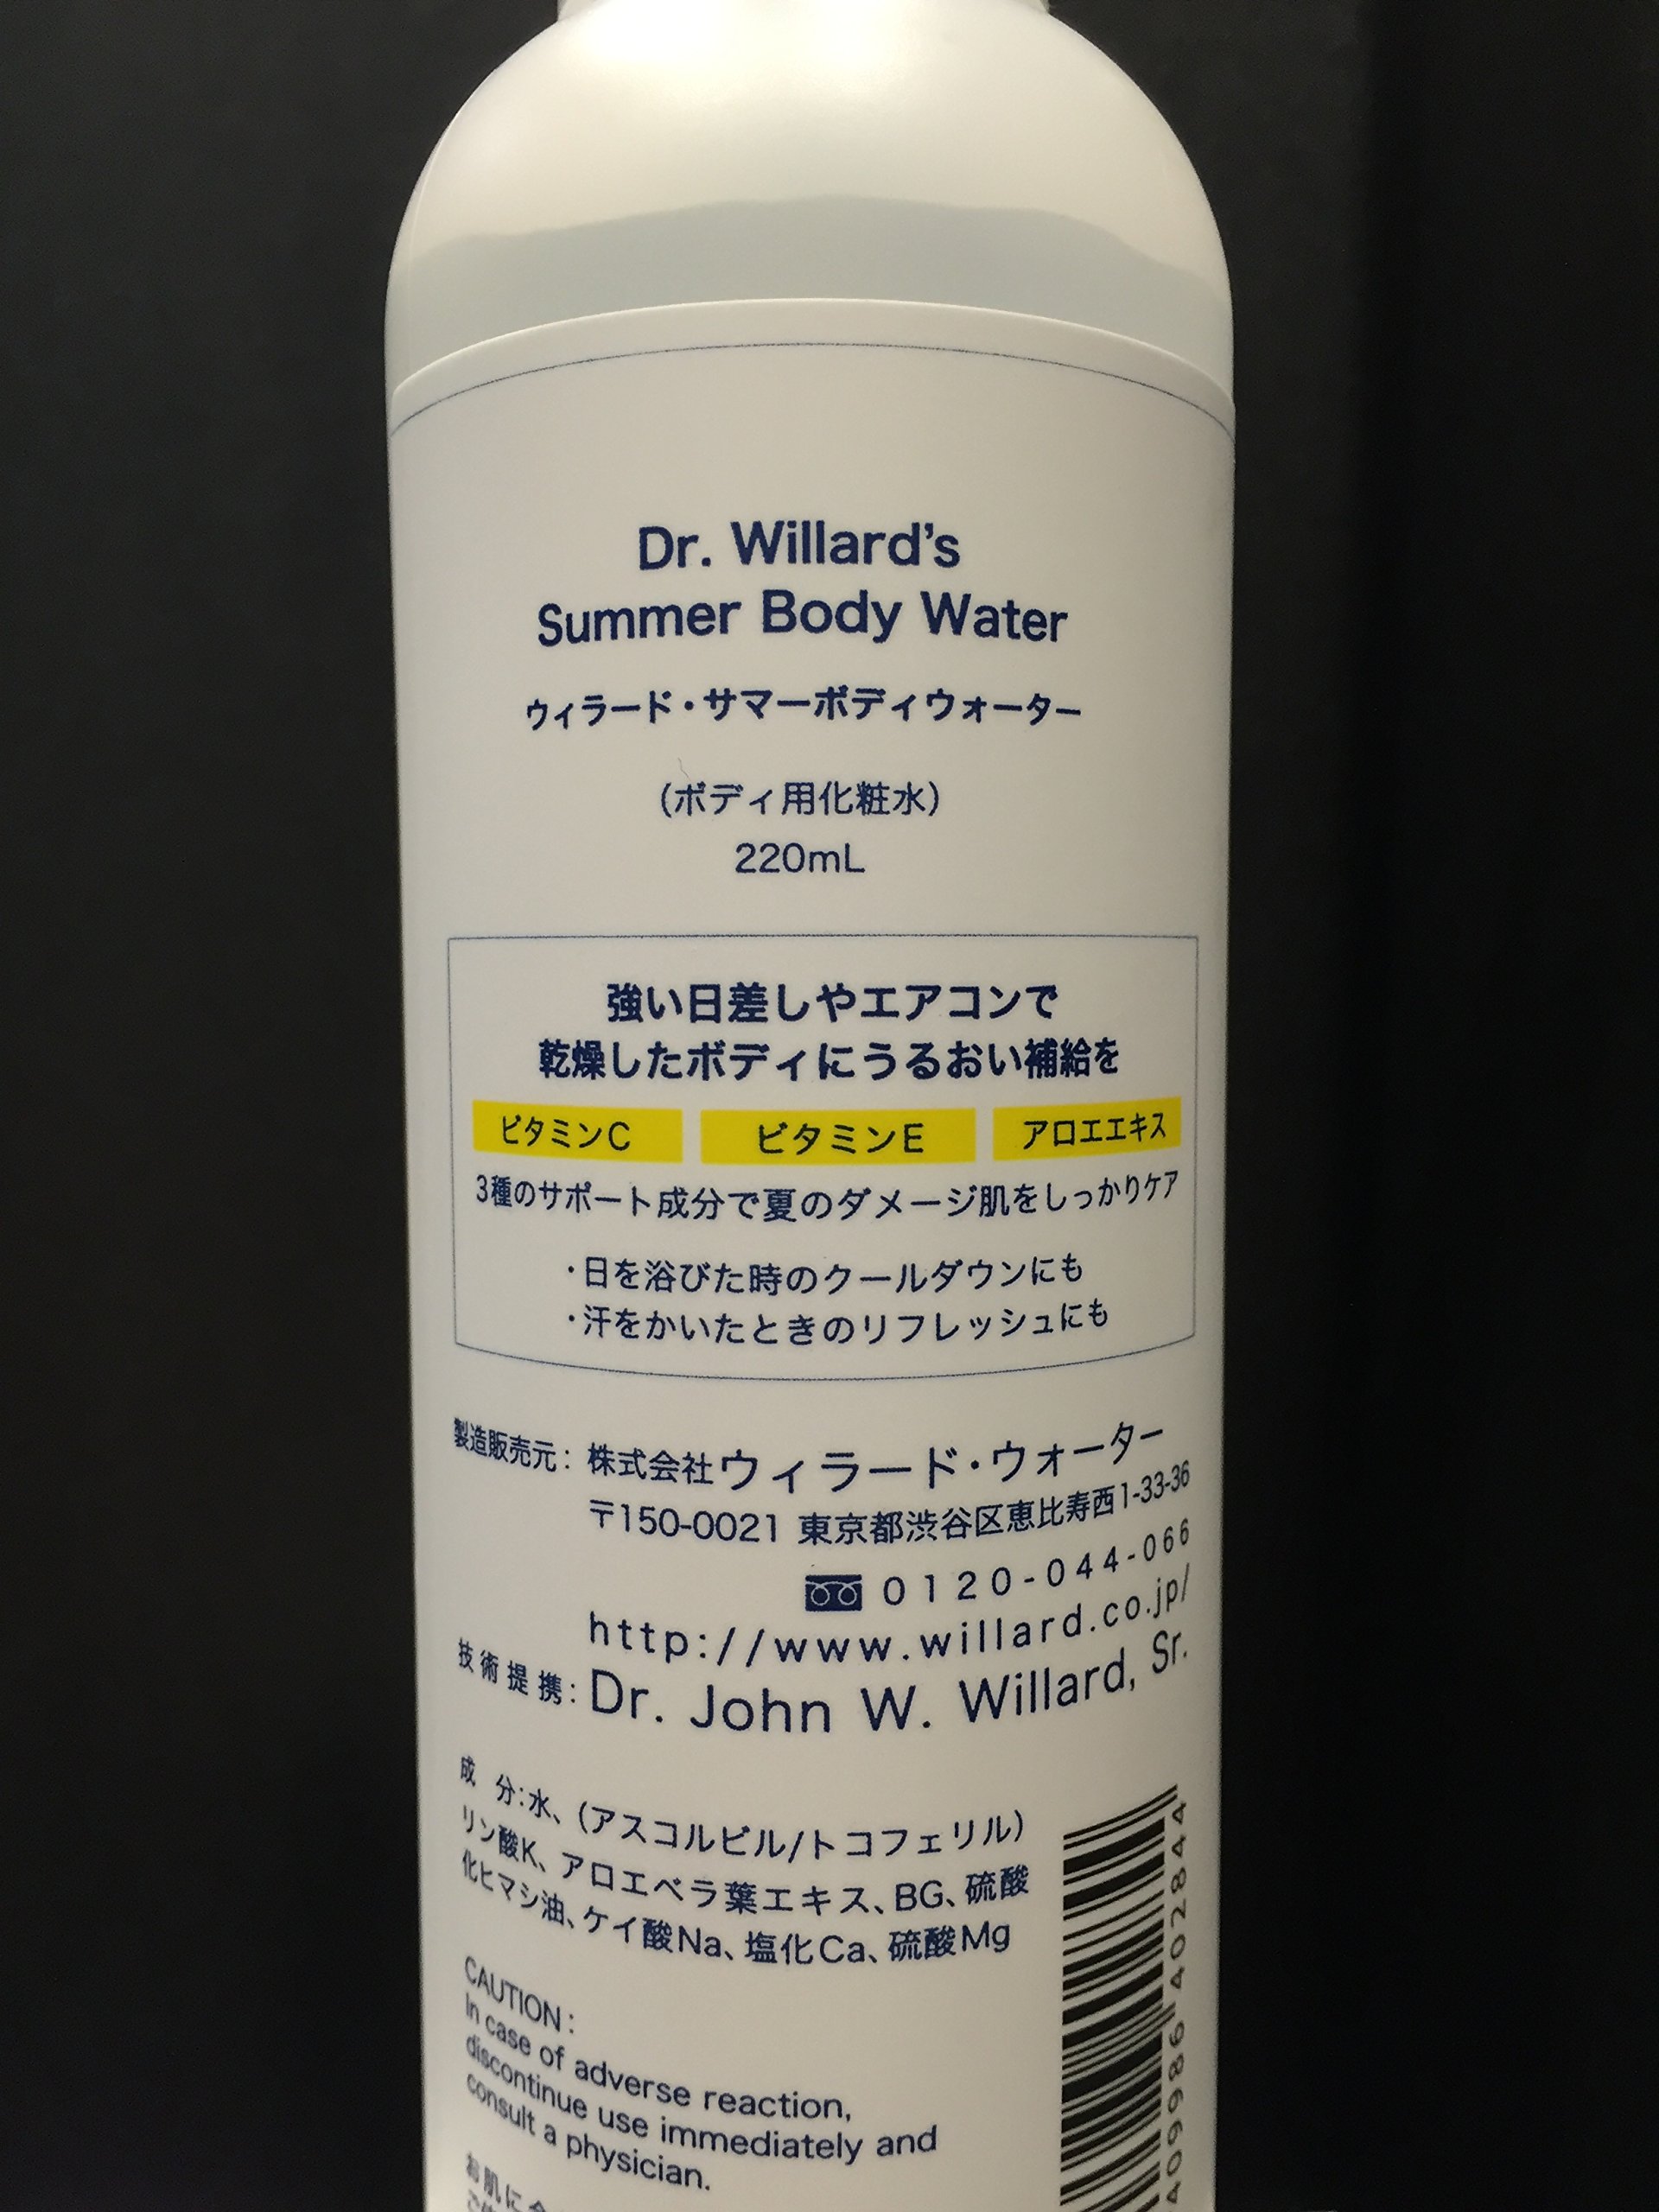 Dr. Willard's
Summer Body Water
ウィラード・サマーボディウォーター
(ボディ用化粧水)
220mL
強い日差しやエアコンで
乾燥したボディにうるおい補給を
ビタミンC ビタミンE アロエエキス
3種のサポート成分で夏のダメージ肌をしっかりケア
・日を浴びた時のクールダウンにも
・汗をかいたときのリフレッシュにも
製造販売元：株式会社ウィラード・ウォーター
〒150-0021 東京都渋谷区恵比寿西1-33-36
0120-044-066
http://www.willard.co.jp/
技術提携：Dr. John W. Willard, Sr.
成 分：水、(アスコルビル/トコフェリル)
リン酸K、アロエベラ葉エキス、BG、硫酸
化ヒマシ油、ケイ酸Na、塩化Ca、硫酸Mg
CAUTION :
In case of adverse reaction,
discontinue use immediately and
consult a physician.
お肌に
409986 402844